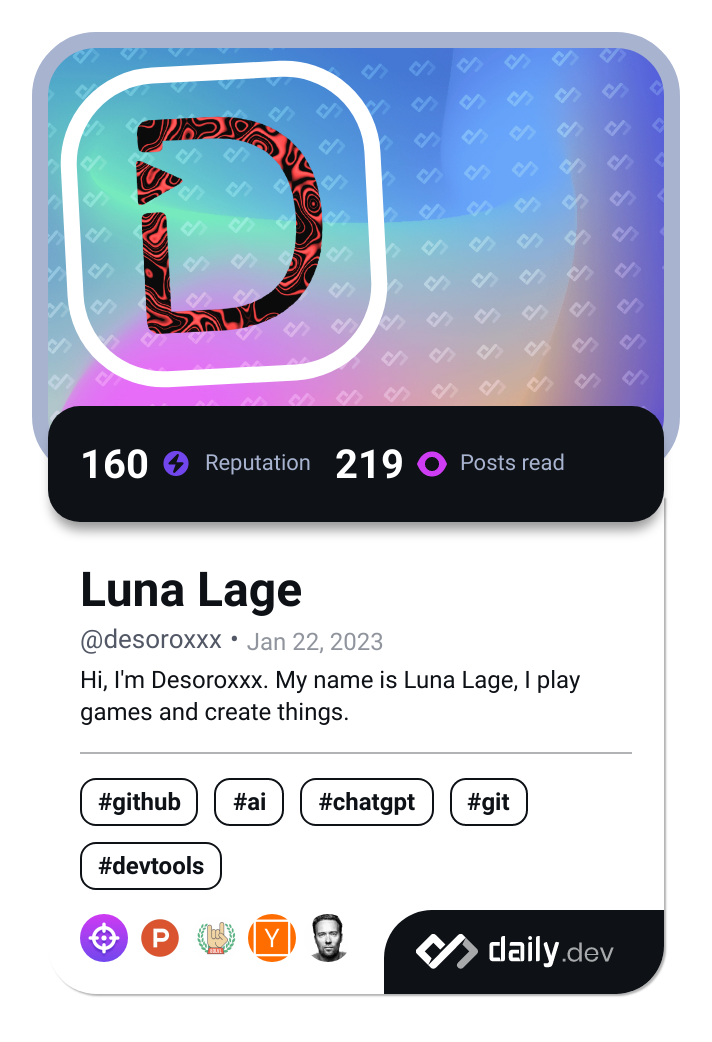 D
160 Reputation 219 Posts read
Luna Lage
@desoroxxx • Jan 22, 2023
Hi, I'm Desoroxxx. My name is Luna Lage, I play
games and create things.
#github #ai #chatgpt #git
#devtools
P Y
daily.dev